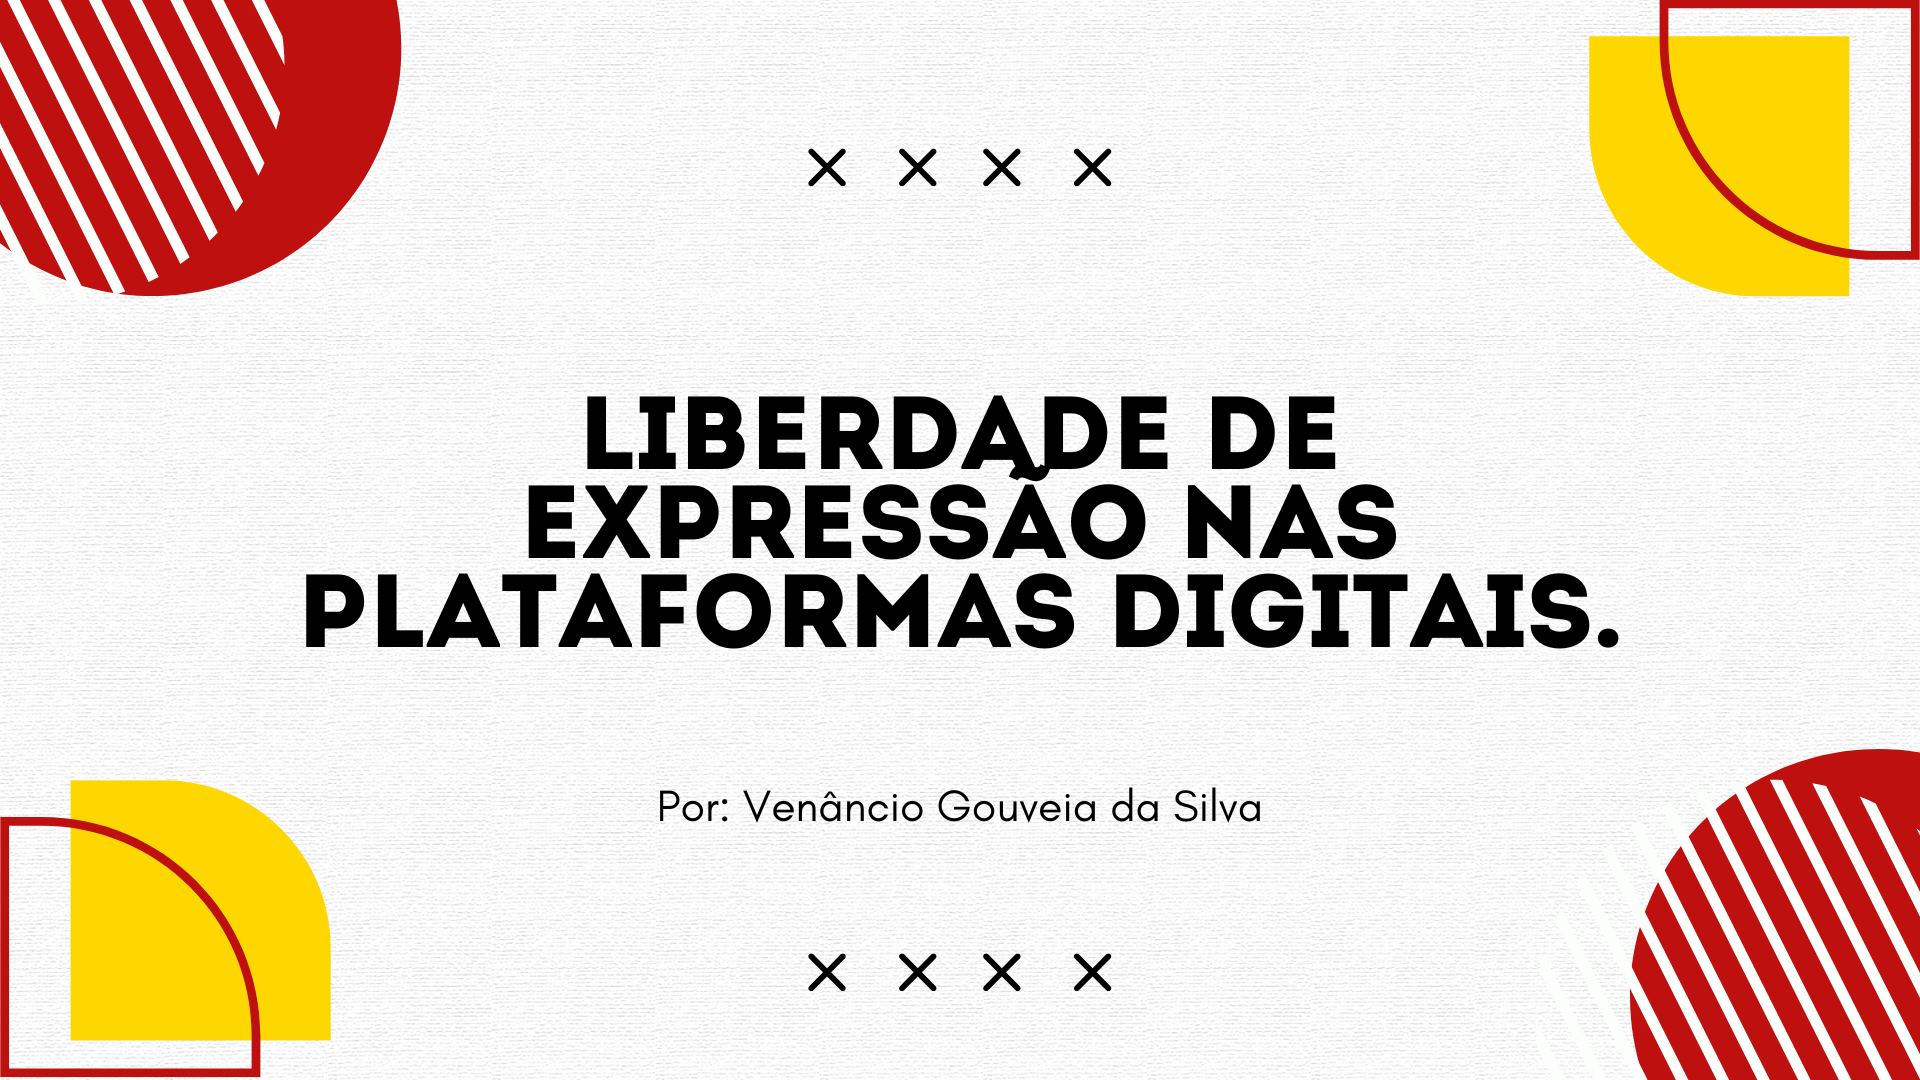 LIBERDADE DE
EXPRESSÃO NAS
PLATAFORMAS DIGITAIS.
Por: Venâncio Gouveia da Silva